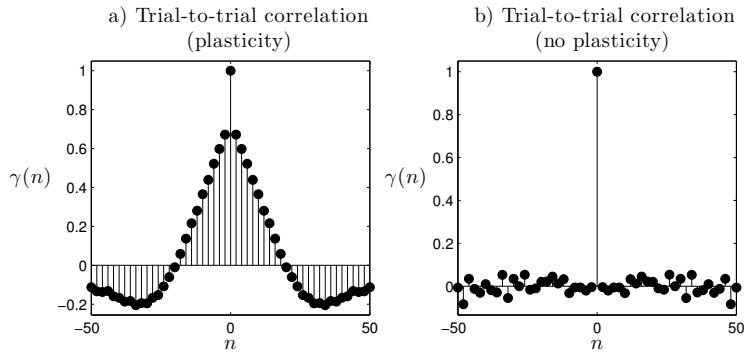 a) Trial-to-trial correlation
(plasticity)
1
0.8
0.6
γ(n)
0.4
0.2
0
−0.2
−50
0
50
n
b) Trial-to-trial correlation
(no plasticity)
1
0.8
0.6
γ(n)
0.4
0.2
0
−50
0
50
n